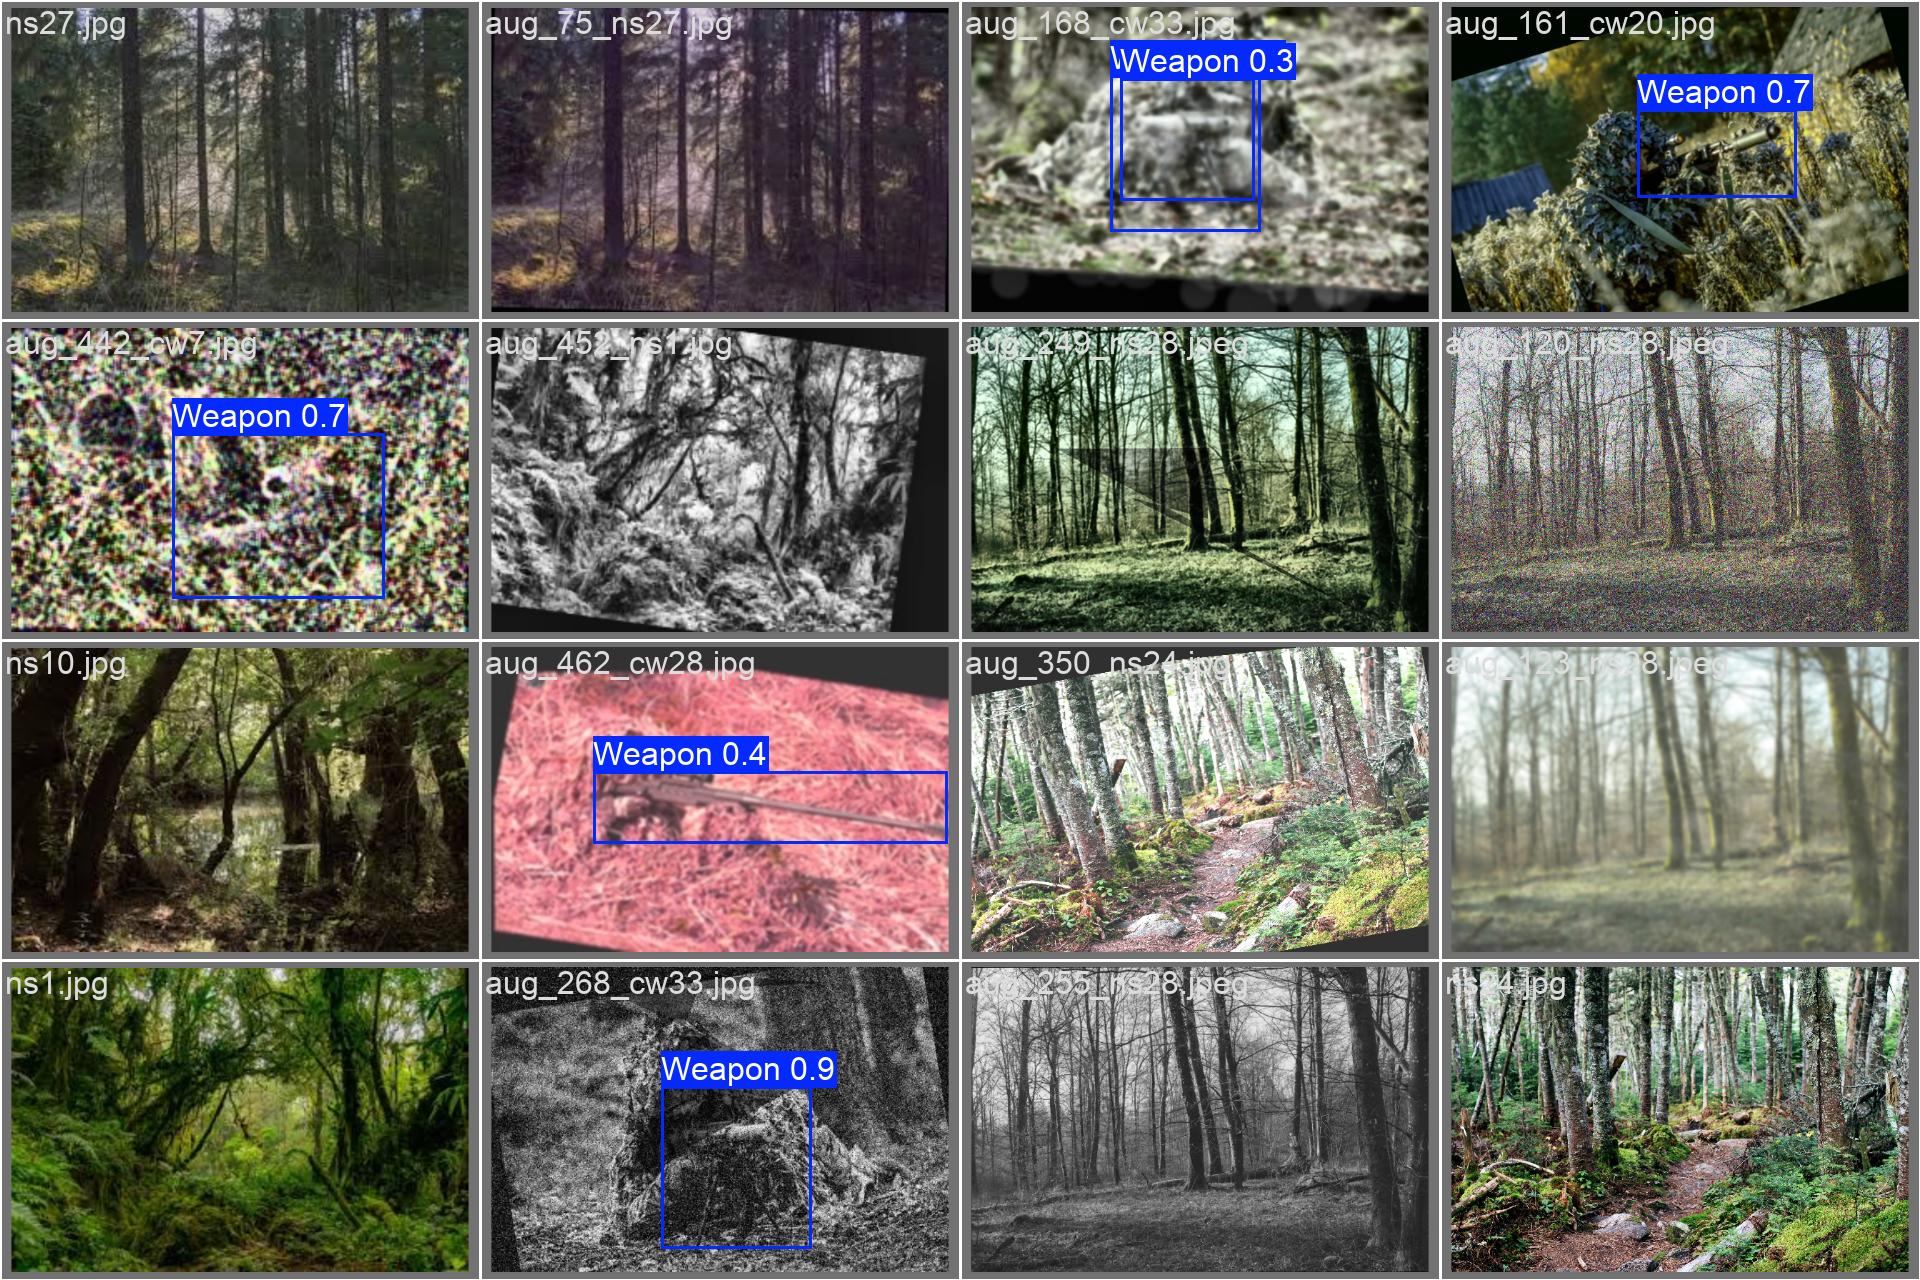 ns27.jpg
aug_75_ns27.jpg
aug_168_cw33.jpg
aug_161_cw20.jpg
Weapon 0.3
Weapon 0.7
aug_442_cw7.jpg
aug_452_ns1.jpg
aug_249_ns28.jpeg
aug_120_ns28.jpeg
Weapon 0.7
ns10.jpg
aug_462_cw28.jpg
aug_350_ns24.jpg
aug_123_ns28.jpeg
Weapon 0.4
ns1.jpg
aug_268_cw33.jpg
aug_255_ns28.jpeg
ns24.jpg
Weapon 0.9